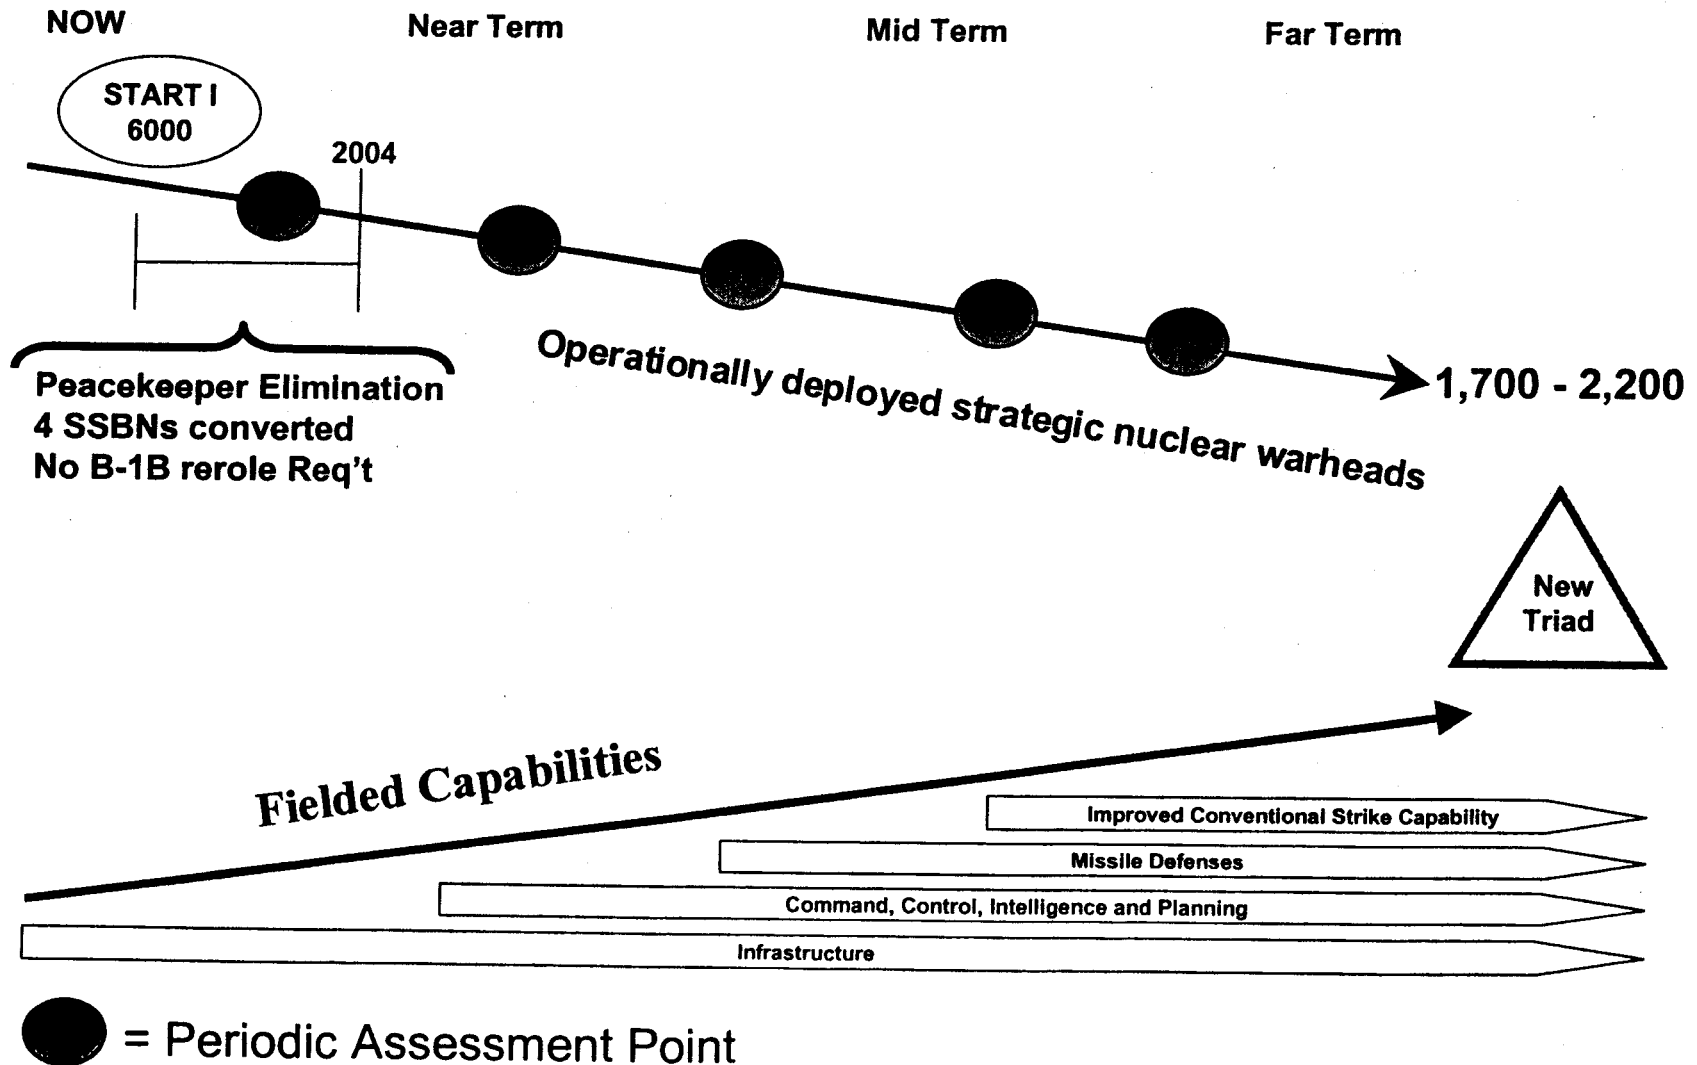 NOW
Near Term
Mid Term
Far Term
START I
6000
2004
Peacekeeper Elimination
4 SSBNs converted
No B-1B rerole Req't
Operationally deployed strategic nuclear warheads
1,700 - 2,200
New
Triad
Fielded Capabilities
Improved Conventional Strike Capability
Missile Defenses
Command, Control, Intelligence and Planning
Infrastructure
= Periodic Assessment Point